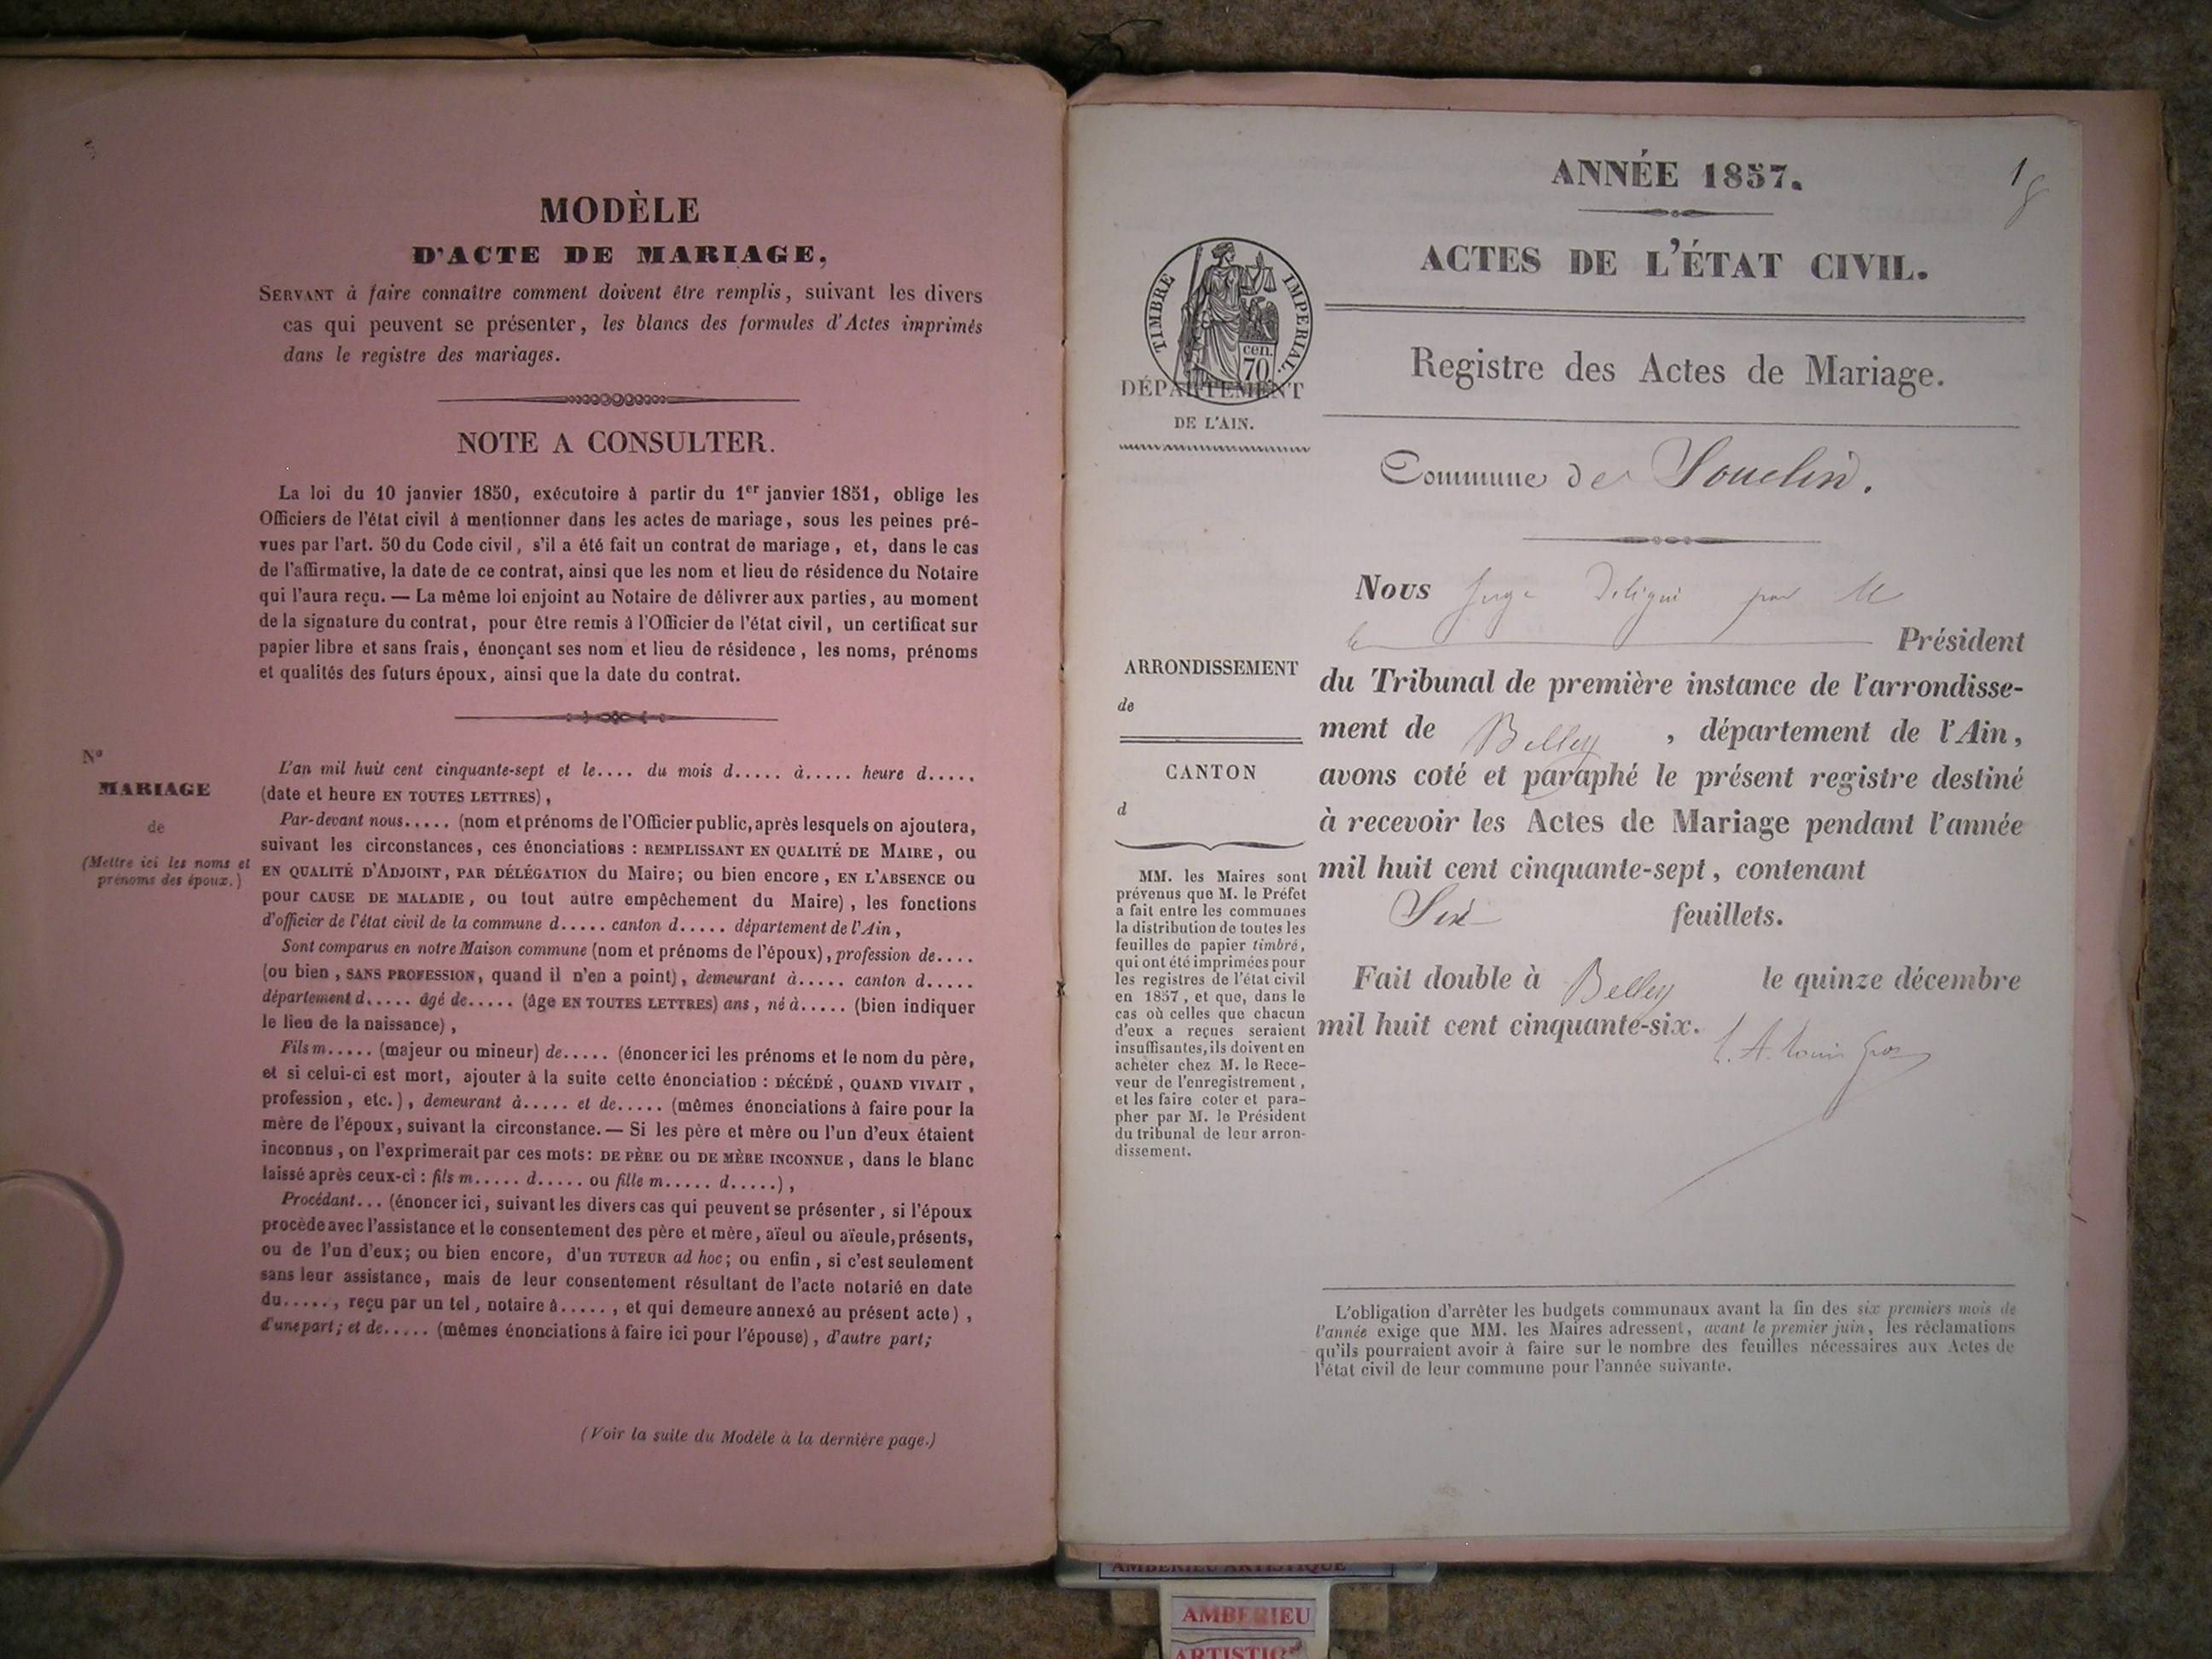 MODÈLE
D'ACTE DE MARIAGE,
SERVANT à faire connaître comment doivent être remplis, suivant les divers
cas qui peuvent se présenter, les blancs des formules d'Actes imprimés
dans le registre des mariages.
NOTE A CONSULTER.
La loi du 10 janvier 1850, exécutoire à partir du 1er janvier 1851, oblige les
Officiers de l'état civil à mentionner dans les actes de mariage, sous les peines pré-
vues par l'art. 50 du Code civil, s'il a été fait un contrat de mariage, et, dans le cas
de l'affirmative, la date de ce contrat, ainsi que les nom et lieu de résidence du Notaire
qui l'aura reçu. — La même loi enjoint au Notaire de délivrer aux parties, au moment
de la signature du contrat, pour être remis à l'Officier de l'état civil, un certificat sur
papier libre et sans frais, énonçant ses nom et lieu de résidence, les noms, prénoms
et qualités des futurs époux, ainsi que la date du contrat.
No
MARIAGE
de
(Mettre ici les noms et
prénoms des époux.)
L'an mil huit cent cinquante-sept et le.... du mois d..... à..... heure d.....
(date et heure EN TOUTES LETTRES),
Par-devant nous..... (nom et prénoms de l'Officier public, après lesquels on ajoutera,
suivant les circonstances, ces énonciations : REMPLISSANT EN QUALITÉ DE MAIRE, ou
EN QUALITÉ D'ADJOINT, PAR DÉLÉGATION du Maire; ou bien encore, EN L'ABSENCE ou
pour CAUSE DE MALADIE, ou tout autre empêchement du Maire), les fonctions
d'officier de l'état civil de la commune d..... canton d..... département de l'Ain,
Sont comparus en notre Maison commune (nom et prénoms de l'époux), profession de....
(ou bien, SANS PROFESSION, quand il n'en a point), demeurant à..... canton d.....
département d..... âgé de..... (âge EN TOUTES LETTRES) ans, né à..... (bien indiquer
le lieu de la naissance),
Fils m..... (majeur ou mineur) de..... (énoncer ici les prénoms et le nom du père,
et si celui-ci est mort, ajouter à la suite cette énonciation : DÉCÉDÉ, QUAND VIVAIT,
profession, etc.), demeurant à..... et de..... (mêmes énonciations à faire pour la
mère de l'époux, suivant la circonstance. — Si les père et mère ou l'un d'eux étaient
inconnus, on l'exprimerait par ces mots: DE PÈRE ou DE MÈRE INCONNUE, dans le blanc
laissé après ceux-ci : fils m..... d..... ou fille m..... d.....),
Procédant... (énoncer ici, suivant les divers cas qui peuvent se présenter, si l'époux
procède avec l'assistance et le consentement des père et mère, aïeul ou aïeule, présents,
ou de l'un d'eux; ou bien encore, d'un TUTEUR ad hoc; ou enfin, si c'est seulement
sans leur assistance, mais de leur consentement résultant de l'acte notarié en date
du....., reçu par un tel, notaire à....., et qui demeure annexé au présent acte),
d'une part; et de..... (mêmes énonciations à faire ici pour l'épouse), d'autre part;
(Voir la suite du Modèle à la dernière page.)
1
ANNÉE 1857.
ACTES DE L'ÉTAT CIVIL.
TIMBRE IMPERIAL.
cen.
70
DÉPARTEMENT
DE L'AIN.
Registre des Actes de Mariage.
Commune de Souclin.
Nous Juge délégué par M
le Président
du Tribunal de première instance de l'arrondisse-
ment de Belley, département de l'Ain,
avons coté et paraphé le présent registre destiné
à recevoir les Actes de Mariage pendant l'année
mil huit cent cinquante-sept, contenant
Six feuillets.
Fait double à Belley le quinze décembre
mil huit cent cinquante-six.
ARRONDISSEMENT
de
CANTON
d
MM. les Maires sont
prévenus que M. le Préfet
a fait entre les communes
la distribution de toutes les
feuilles de papier timbré,
qui ont été imprimées pour
les registres de l'état civil
en 1857, et que, dans le
cas où celles que chacun
d'eux a reçues seraient
insuffisantes, ils doivent en
acheter chez M. le Rece-
veur de l'enregistrement,
et les faire coter et para-
pher par M. le Président
du tribunal de leur arron-
dissement.
L'obligation d'arrêter les budgets communaux avant la fin des six premiers mois de
l'année exige que MM. les Maires adressent, avant le premier juin, les réclamations
qu'ils pourraient avoir à faire sur le nombre des feuilles nécessaires aux Actes de
l'état civil de leur commune pour l'année suivante.
AMBERIEU ARTISTIQUE
AMBERIEU